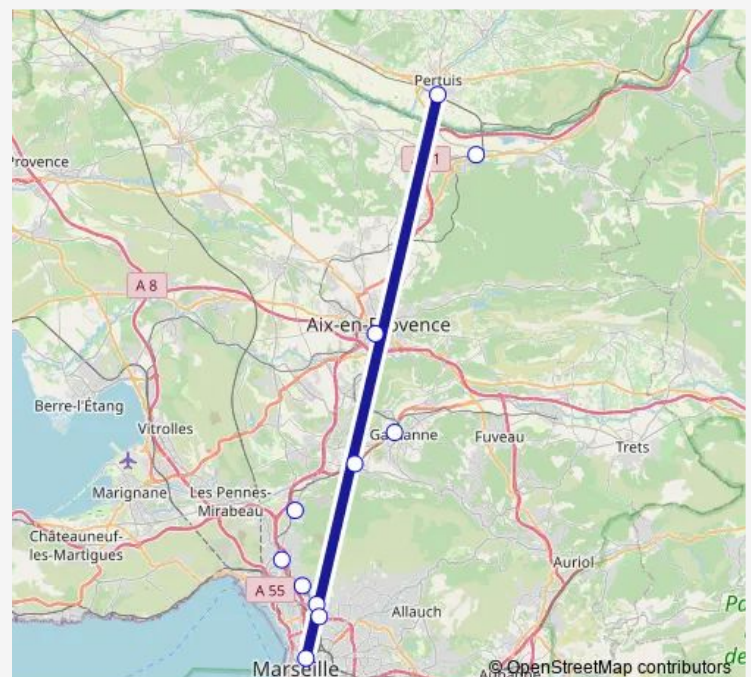 Pertuis
Provence
1
A 8
Aix-en-Provence
Berre-l'Étang
Vitrolles
Gardanne
Fuveau
Trets
Marignane
Les Pennes-
Mirabeau
Châteauneuf-
les-Martigues
Auriol
A 55
Allauch
Marseille
© OpenStreetMap contributors